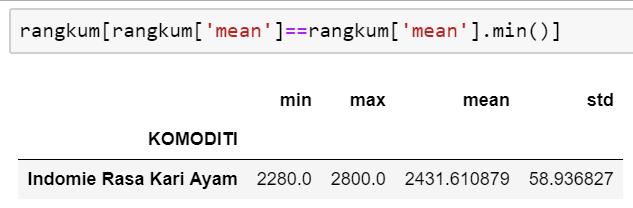 rangkum[rangkum['mean']==rangkum['mean'].min()]
min max mean std
KOMODITI
Indomie Rasa Kari Ayam 2280.0 2800.0 2431.610879 58.936827